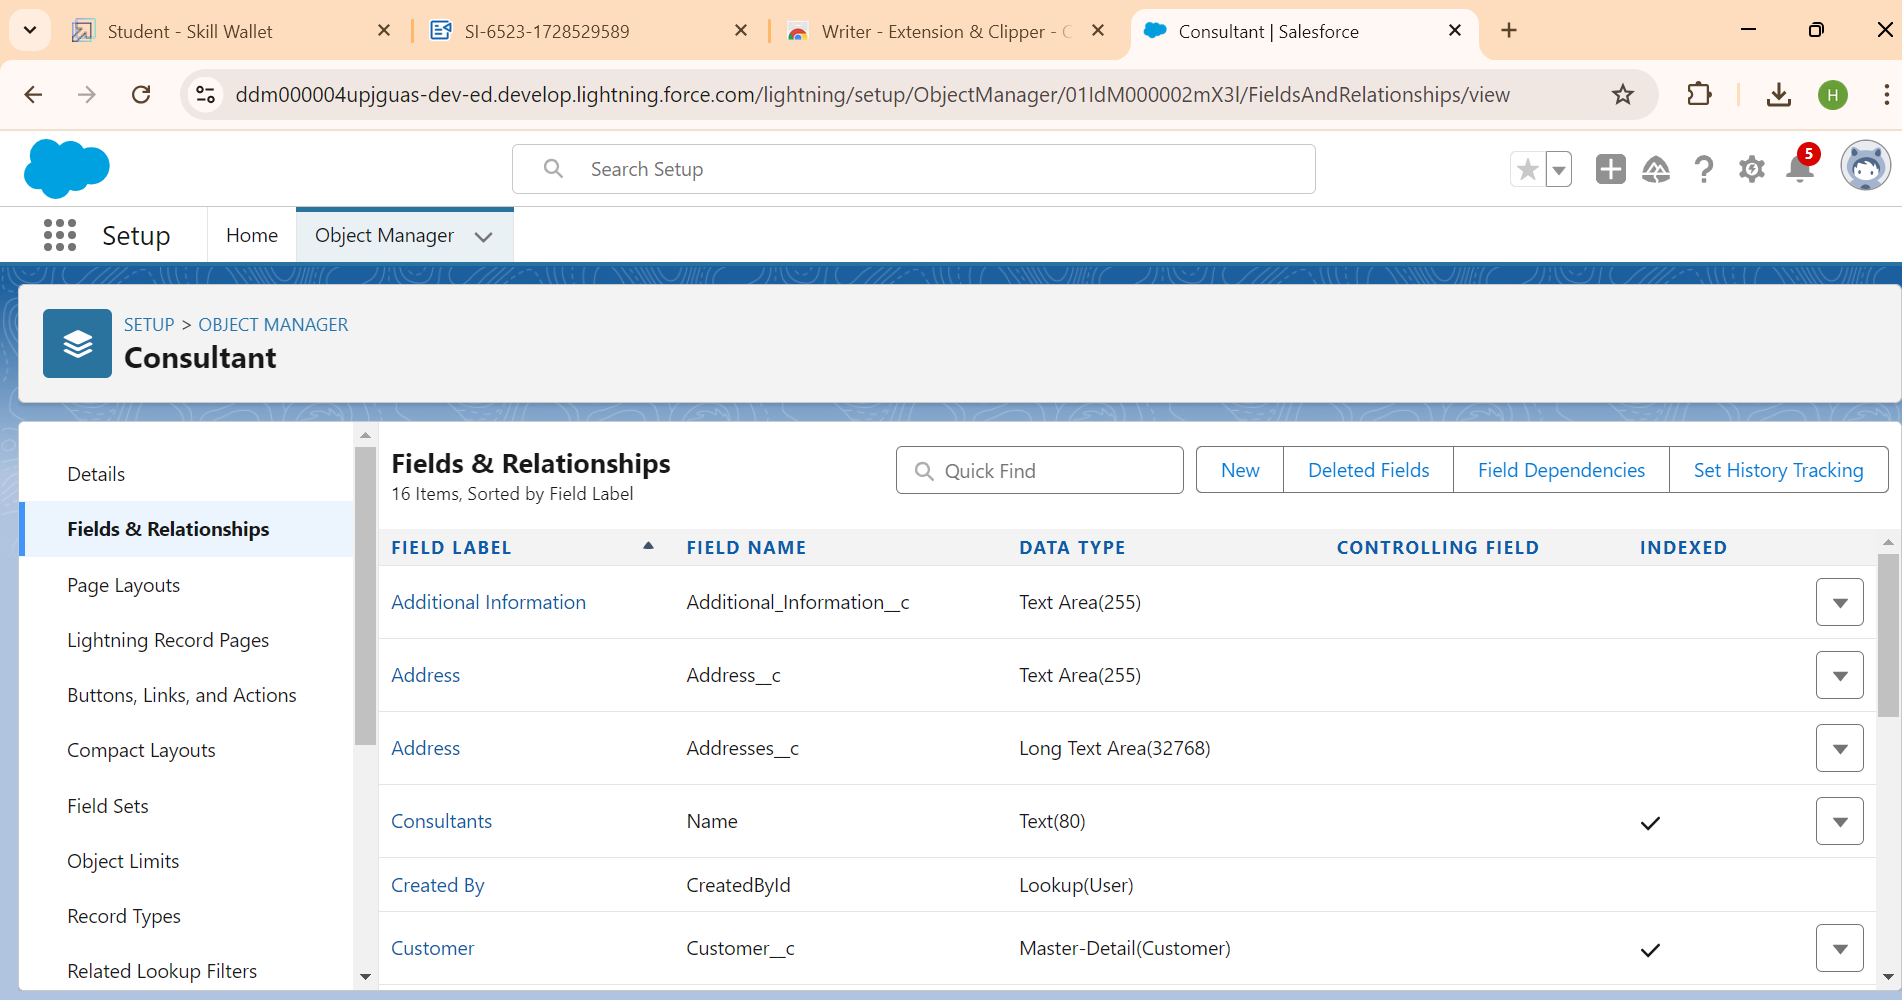 Student - Skill Wallet
SI-6523-1728529589
Writer - Extension & Clipper -
Consultant | Salesforce
ddm000004upjguas-dev-ed.develop.lightning.force.com/lightning/setup/ObjectManager/01IdM000002mX3l/FieldsAndRelationships/view
H
Search Setup
5
Setup
Home
Object Manager
SETUP > OBJECT MANAGER
Consultant
Details
Fields & Relationships
Page Layouts
Lightning Record Pages
Buttons, Links, and Actions
Compact Layouts
Field Sets
Object Limits
Record Types
Related Lookup Filters
Fields & Relationships
16 Items, Sorted by Field Label
Quick Find
New
Deleted Fields
Field Dependencies
Set History Tracking
FIELD LABEL FIELD NAME DATA TYPE CONTROLLING FIELD INDEXED
Additional Information Additional_Information__c Text Area(255)
Address Address__c Text Area(255)
Address Addresses__c Long Text Area(32768)
Consultants Name Text(80)
Created By CreatedById Lookup(User)
Customer Customer__c Master-Detail(Customer)